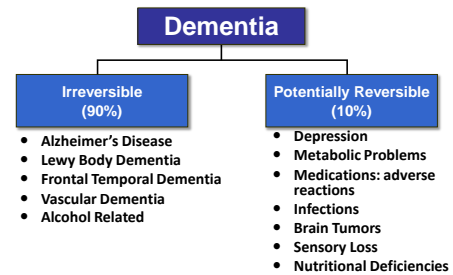 Dementia
Irreversible
(90%)
• Alzheimer's Disease
• Lewy Body Dementia
• Frontal Temporal Dementia
• Vascular Dementia
• Alcohol Related
Potentially Reversible
(10%)
• Depression
• Metabolic Problems
• Medications: adverse
reactions
• Infections
• Brain Tumors
• Sensory Loss
• Nutritional Deficiencies